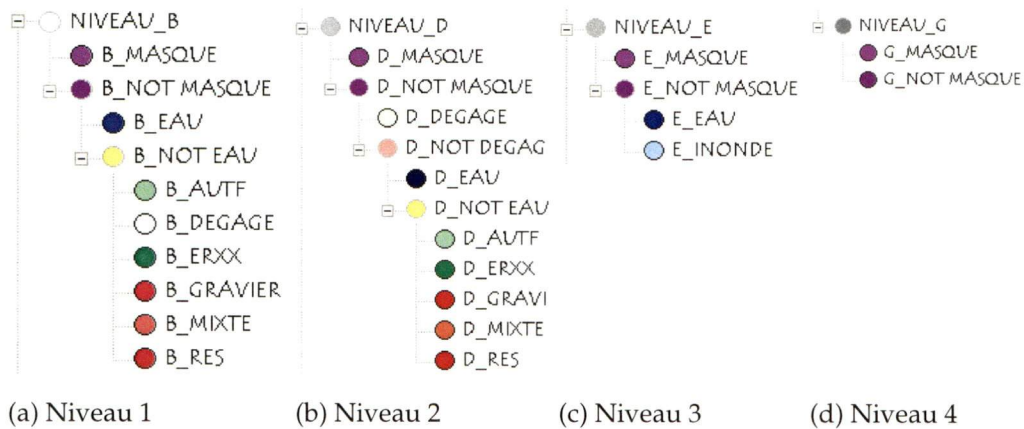 NIVEAU_B
B_MASQUE
B_NOT MASQUE
B_EAU
B_NOT EAU
B_AUTF
B_DEGAGE
B_ERXX
B_GRAVIER
B_MIXTE
B_RES
(a) Niveau 1
NIVEAU_D
D_MASQUE
D_NOT MASQUE
D_DEGAGE
D_NOT DEGAG
D_EAU
D_NOT EAU
D_AUTF
D_ERXX
D_GRAVI
D_MIXTE
D_RES
(b) Niveau 2
NIVEAU_E
E_MASQUE
E_NOT MASQUE
E_EAU
E_INONDE
(c) Niveau 3
NIVEAU_G
G_MASQUE
G_NOT MASQUE
(d) Niveau 4